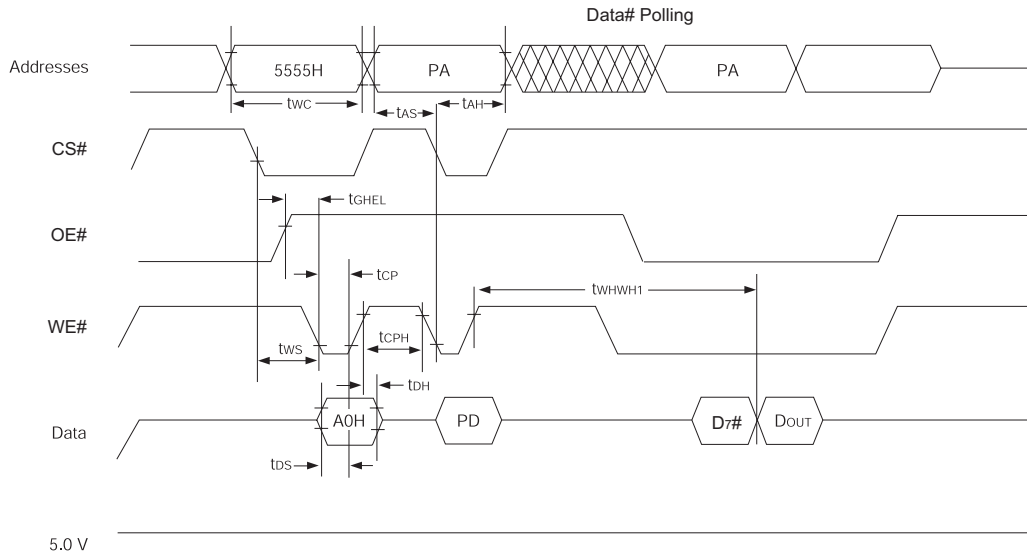 Data# Polling
Addresses
5555H
PA
PA
tWC
tAS
tAH
CS#
tGHEL
OE#
tCP
tWHWH1
WE#
tCPH
tWS
tDH
Data
A0H
PD
D7#
DOUT
tDS
5.0 V